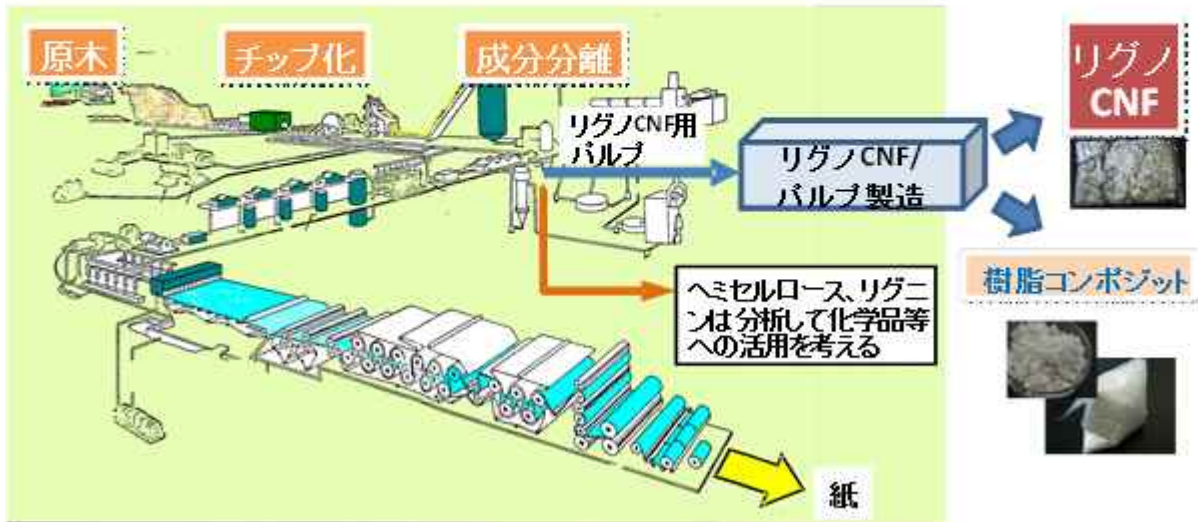 原木
チップ化
成分分離
リグノCNF用
パルプ
リグノCNF/
パルプ製造
リグノ
CNF
樹脂コンポジット
ヘミセルロース、リグニ
ンは分析して化学品等
への活用を考える
紙